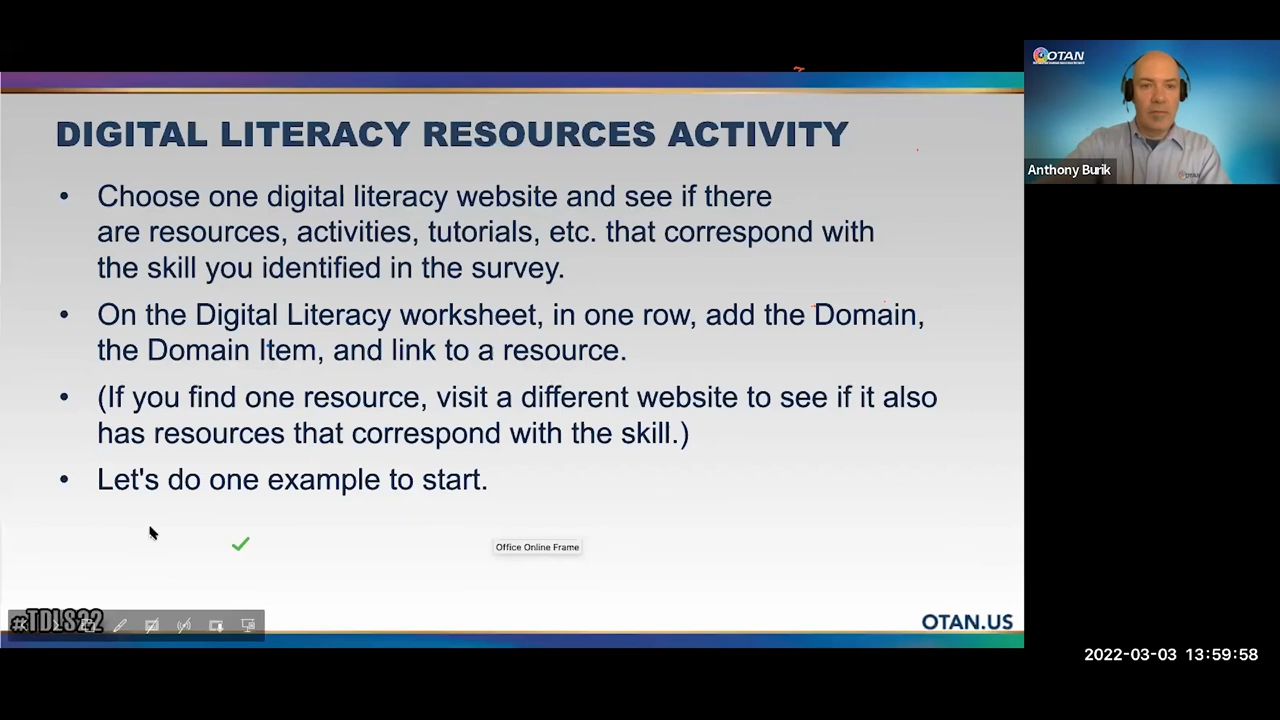 OTAN
DIGITAL LITERACY RESOURCES ACTIVITY
Anthony Burik
• Choose one digital literacy website and see if there
are resources, activities, tutorials, etc. that correspond with
the skill you identified in the survey.
• On the Digital Literacy worksheet, in one row, add the Domain,
the Domain Item, and link to a resource.
• (If you find one resource, visit a different website to see if it also
has resources that correspond with the skill.)
• Let's do one example to start.
Office Online Frame
#TDLS22
OTAN.US
2022-03-03 13:59:58